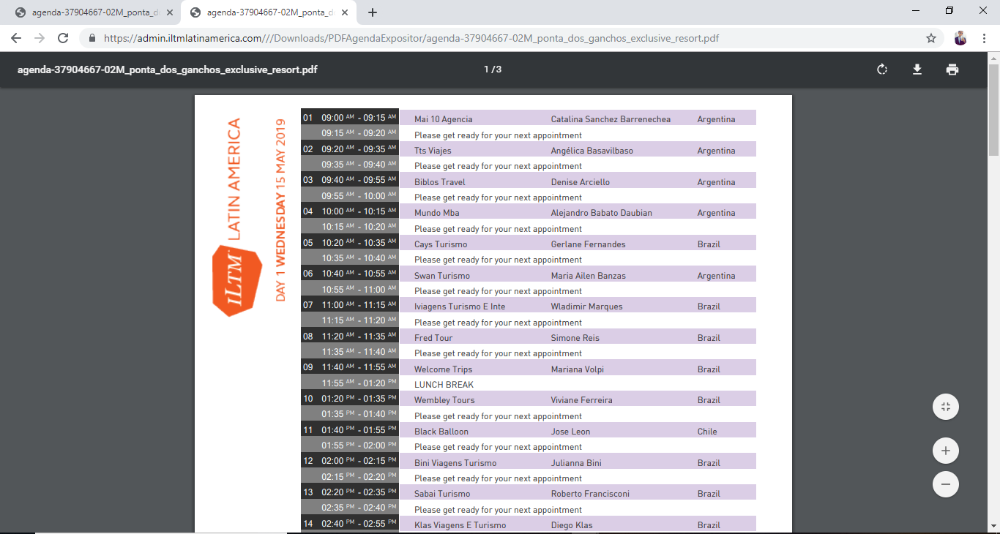 agenda-37904667-02M_ponta_d
agenda-37904667-02M_ponta_d
https://admin.iltmlatinamerica.com///Downloads/PDFAgendaExpositor/agenda-37904667-02M_ponta_dos_ganchos_exclusive_resort.pdf
agenda-37904667-02M_ponta_dos_ganchos_exclusive_resort.pdf
1 / 3
iLTM LATIN AMERICA
DAY 1 WEDNESDAY 15 MAY 2019
01 09:00 AM - 09:15 AM Mai 10 Agencia Catalina Sanchez Barrenechea Argentina
09:15 AM - 09:20 AM Please get ready for your next appointment
02 09:20 AM - 09:35 AM Tts Viajes Angélica Basavilbaso Argentina
09:35 AM - 09:40 AM Please get ready for your next appointment
03 09:40 AM - 09:55 AM Biblos Travel Denise Arciello Argentina
09:55 AM - 10:00 AM Please get ready for your next appointment
04 10:00 AM - 10:15 AM Mundo Mba Alejandro Babato Daubian Argentina
10:15 AM - 10:20 AM Please get ready for your next appointment
05 10:20 AM - 10:35 AM Cays Turismo Gerlane Fernandes Brazil
10:35 AM - 10:40 AM Please get ready for your next appointment
06 10:40 AM - 10:55 AM Swan Turismo Maria Ailen Banzas Argentina
10:55 AM - 11:00 AM Please get ready for your next appointment
07 11:00 AM - 11:15 AM Iviagens Turismo E Inte Wladimir Marques Brazil
11:15 AM - 11:20 AM Please get ready for your next appointment
08 11:20 AM - 11:35 AM Fred Tour Simone Reis Brazil
11:35 AM - 11:40 AM Please get ready for your next appointment
09 11:40 AM - 11:55 AM Welcome Trips Mariana Volpi Brazil
11:55 AM - 01:20 PM LUNCH BREAK
10 01:20 PM - 01:35 PM Wembley Tours Viviane Ferreira Brazil
01:35 PM - 01:40 PM Please get ready for your next appointment
11 01:40 PM - 01:55 PM Black Balloon Jose Leon Chile
01:55 PM - 02:00 PM Please get ready for your next appointment
12 02:00 PM - 02:15 PM Bini Viagens Turismo Julianna Bini Brazil
02:15 PM - 02:20 PM Please get ready for your next appointment
13 02:20 PM - 02:35 PM Sabai Turismo Roberto Francisconi Brazil
02:35 PM - 02:40 PM Please get ready for your next appointment
14 02:40 PM - 02:55 PM Klas Viagens E Turismo Diego Klas Brazil